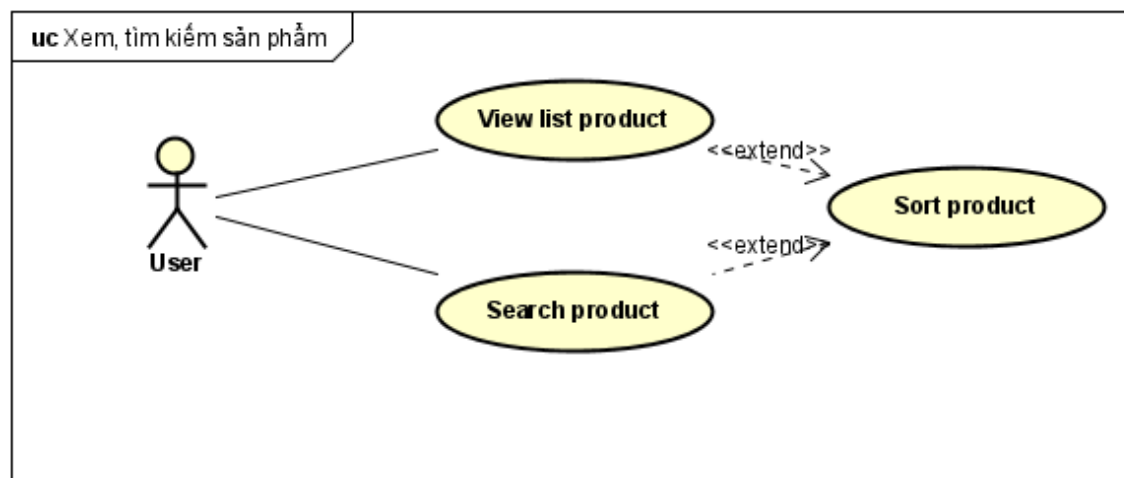 uc Xem, tìm kiếm sản phẩm
View list product
<<extend>>
Sort product
<<extend>>
User
Search product